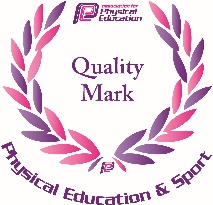 association for
Physical
Education
Quality
Mark
Physical Education & Sport